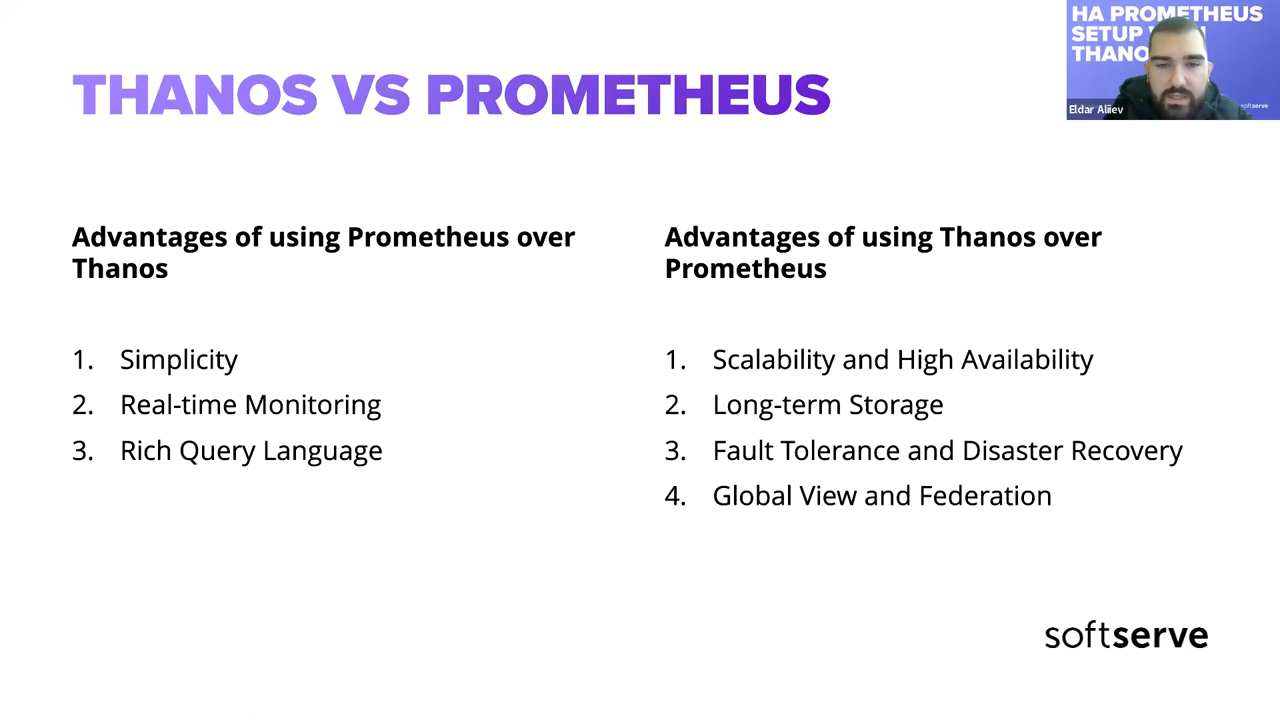 THANOS VS PROMETHEUS
HA PROMETHEUS
SETUP
THANO
Eldar Aliiev
softserve
Advantages of using Prometheus over
Thanos
1. Simplicity
2. Real-time Monitoring
3. Rich Query Language
Advantages of using Thanos over
Prometheus
1. Scalability and High Availability
2. Long-term Storage
3. Fault Tolerance and Disaster Recovery
4. Global View and Federation
softserve